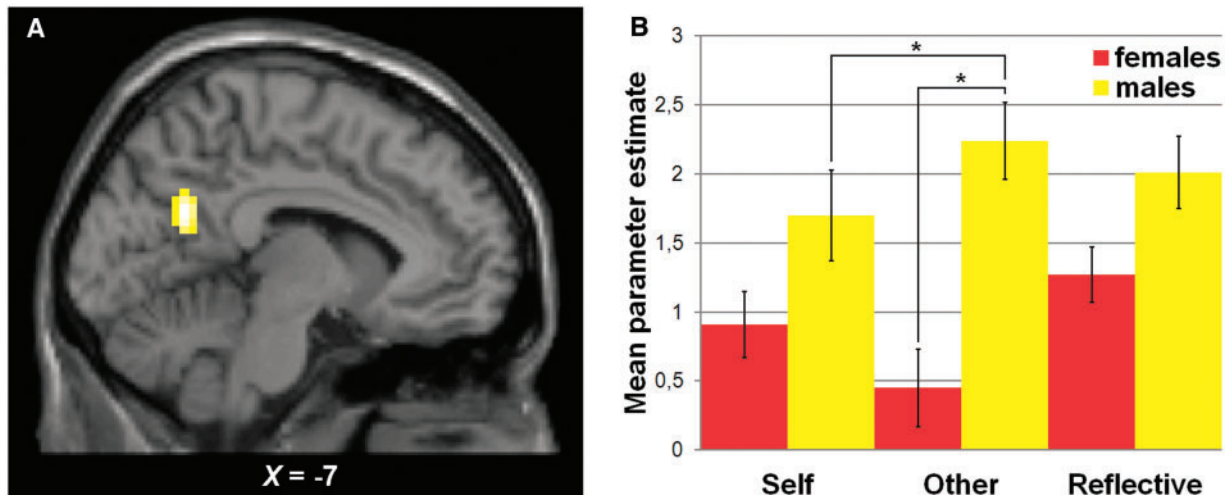 A
X = -7
B
Mean parameter estimate
3
2,5
2
1,5
1
0,5
0
females
males
*
*
Self Other Reflective